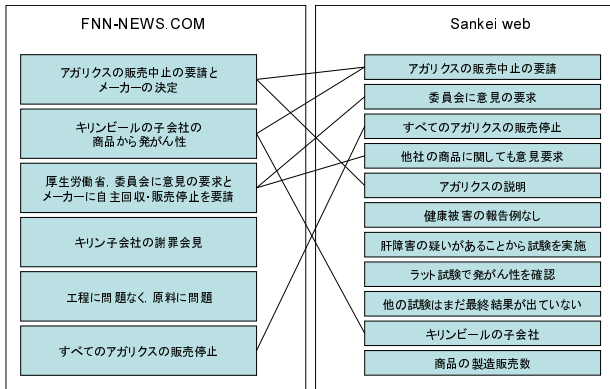 FNN-NEWS.COM
アガリクスの販売中止の要請と
メーカーの決定
キリンビールの子会社の
商品から発がん性
厚生労働省，委員会に意見の要求と
メーカーに自主回収・販売停止を要請
キリン子会社の謝罪会見
工程に問題なく，原料に問題
すべてのアガリクスの販売停止
Sankei web
アガリクスの販売中止の要請
委員会に意見の要求
すべてのアガリクスの販売停止
他社の商品に関しても意見要求
アガリクスの説明
健康被害の報告例なし
肝障害の疑いがあることから試験を実施
ラット試験で発がん性を確認
他の試験はまだ最終結果が出ていない
キリンビールの子会社
商品の製造販売数